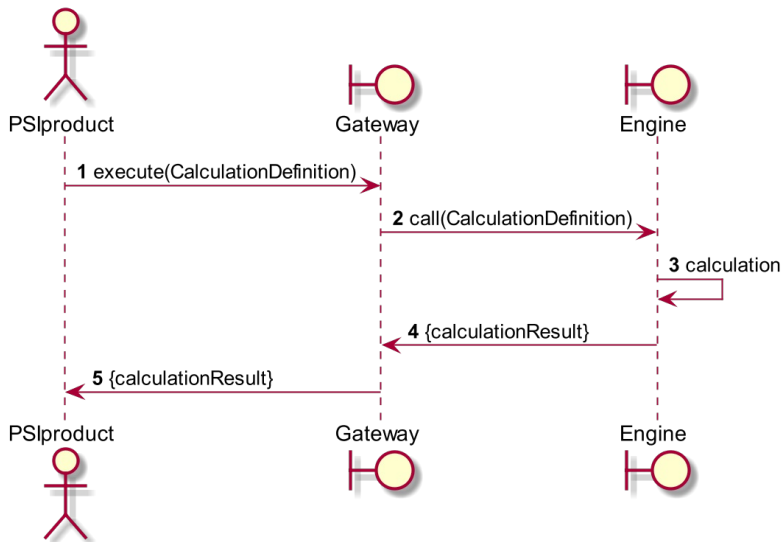 PSIproduct
Gateway
Engine
1 execute(CalculationDefinition)
2 call(CalculationDefinition)
3 calculation
4 {calculationResult}
5 {calculationResult}
PSIproduct
Gateway
Engine